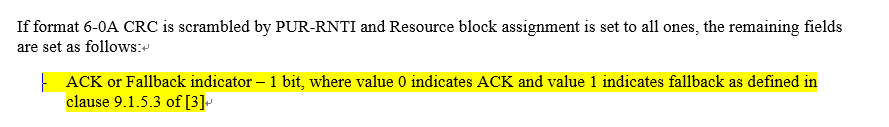 If format 6-0A CRC is scrambled by PUR-RNTI and Resource block assignment is set to all ones, the remaining fields
are set as follows:↵
- ACK or Fallback indicator – 1 bit, where value 0 indicates ACK and value 1 indicates fallback as defined in
clause 9.1.5.3 of [3]↵